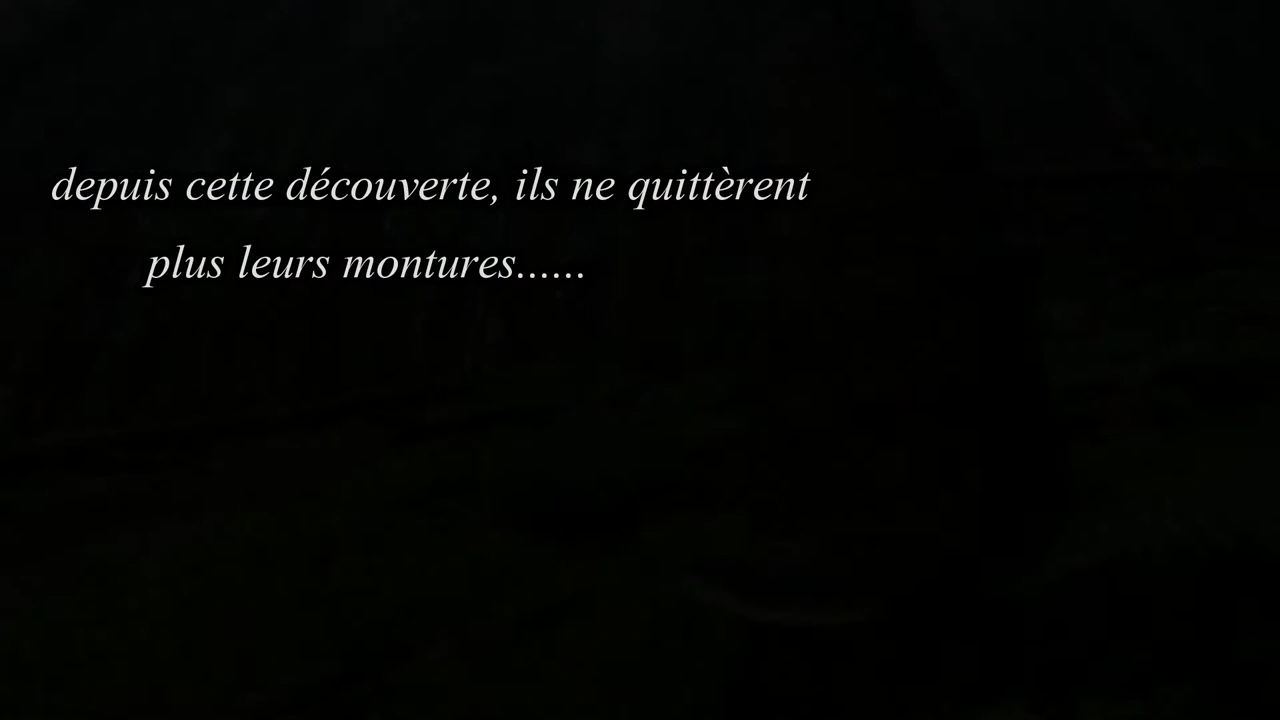 depuis cette découverte, ils ne quittèrent
plus leurs montures......